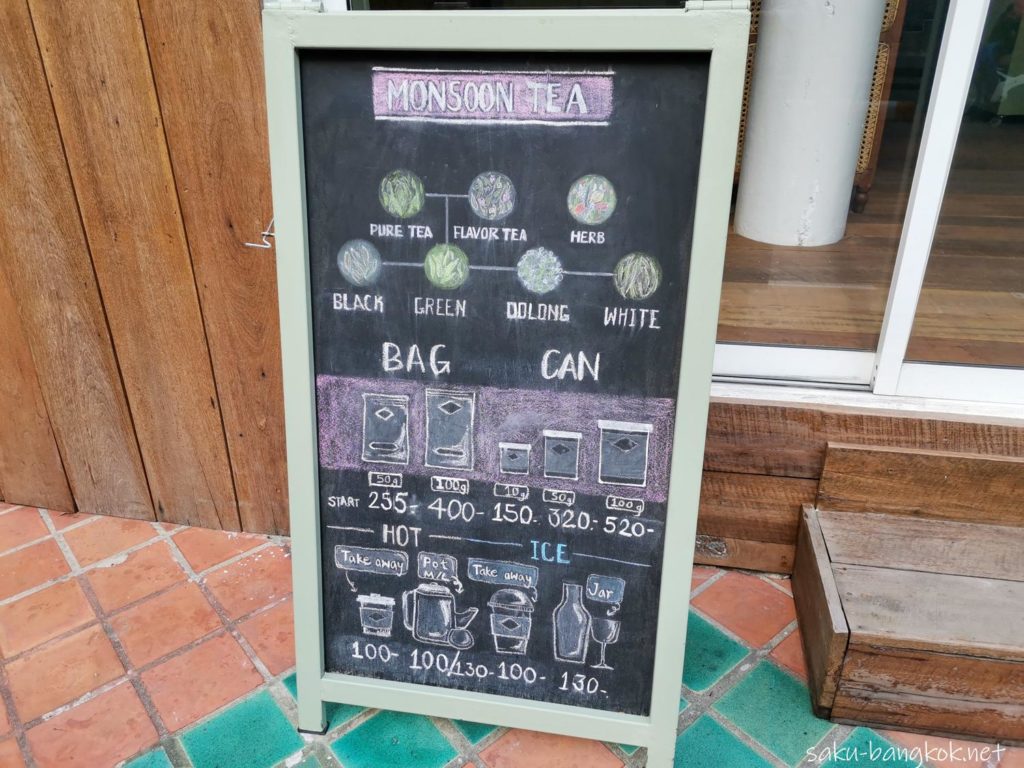 MONSOON TEA
PURE TEA FLAVOR TEA HERB
BLACK GREEN OOLONG WHITE
BAG CAN
50g 100g 10g 50g 100g
START 255- 400- 150- 320- 520-
HOT ICE
Take away Pot M/L Take away Jar
100- 100/130- 100- 130-
saku-bangkok.net